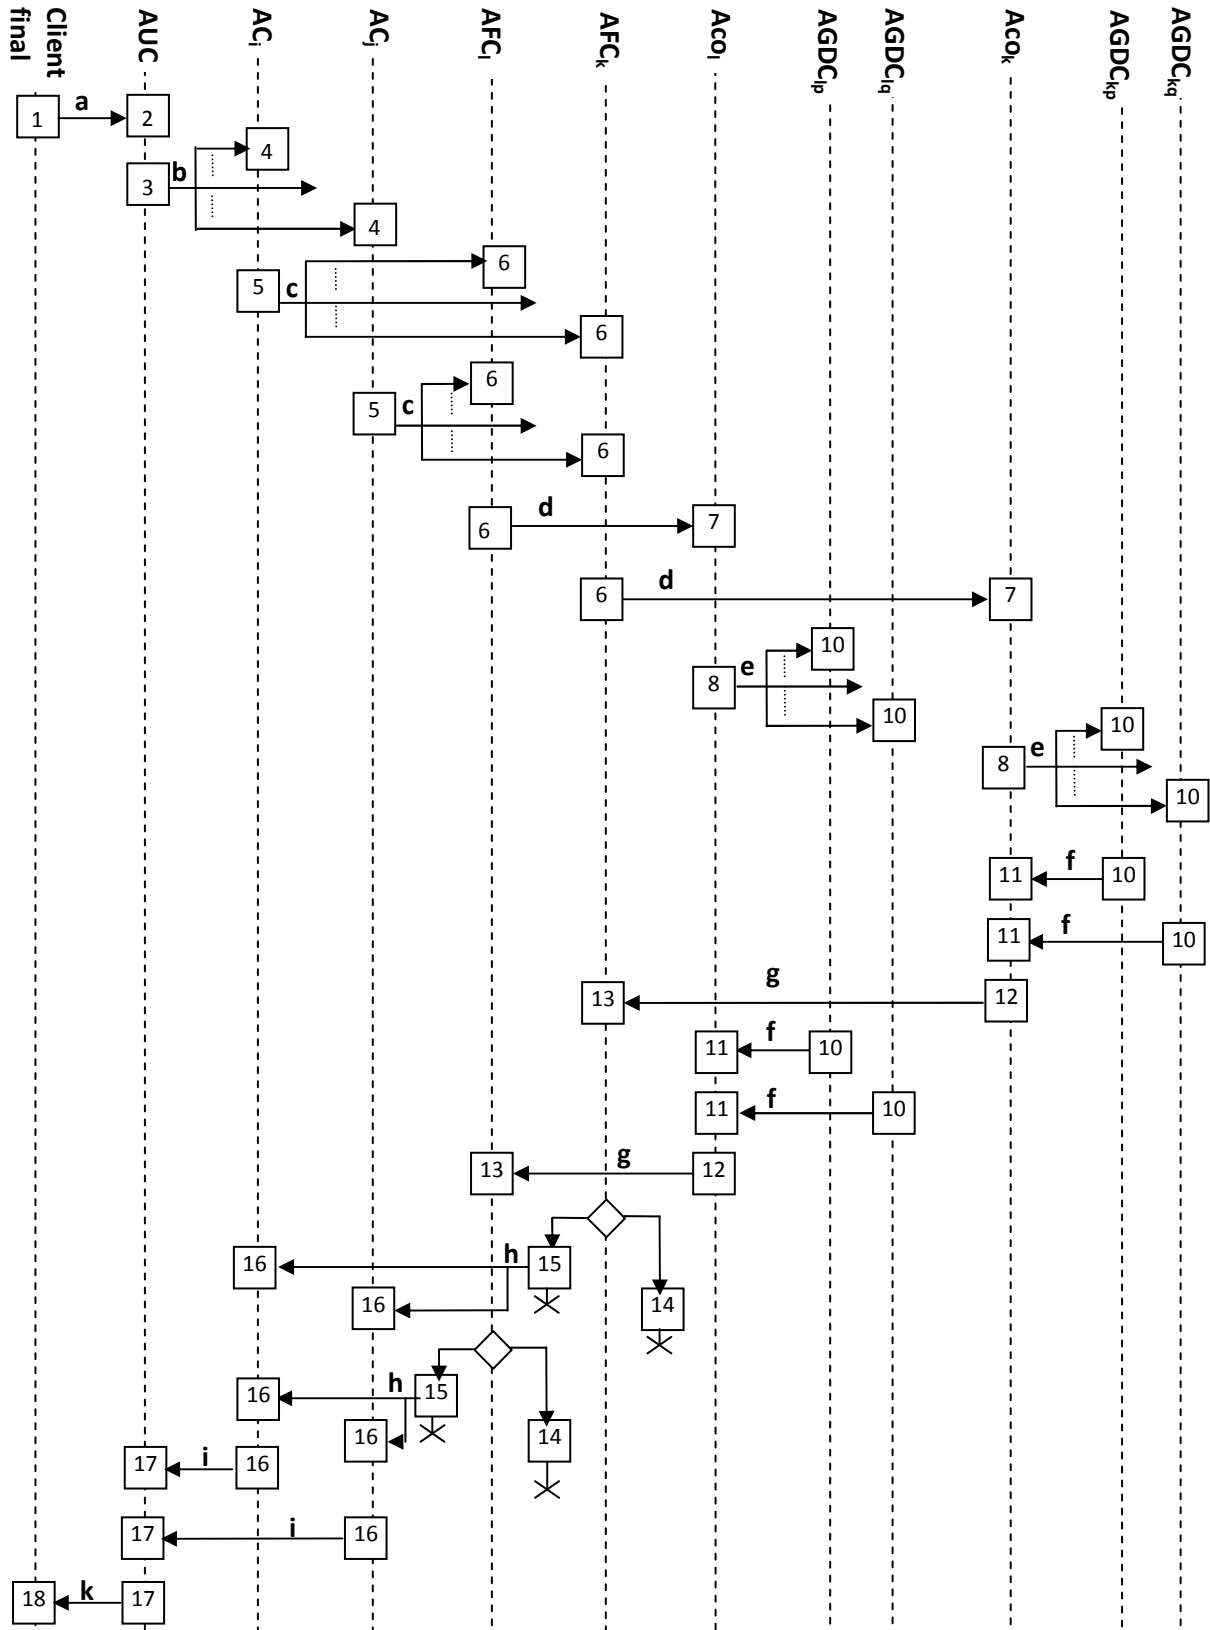 Client
final
AUC
ACi
ACj
AFCl
AFCk
Acol
AGDClp
AGDClq
Acok
AGDCkp
AGDCkq
1 a 2
4
3 b
4
6
5 c
6
6
5 c
6
6 d 7
6 d 7
10
8 e
10
10
8 e
10
11 f 10
11 f 10
13 g 12
11 f 10
11 f 10
13 g 12
16 h 15
16 14
16 h 15
16 14
17 i 16
17 i 16
18 k 17